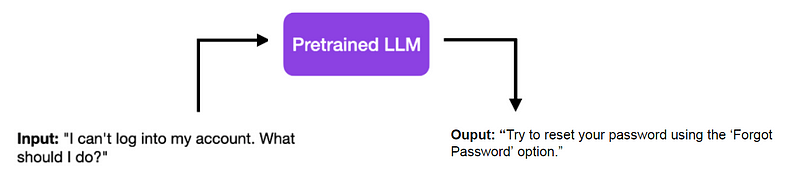 Pretrained LLM
Input: "I can't log into my account. What
should I do?"
Ouput: “Try to reset your password using the ‘Forgot
Password’ option.”